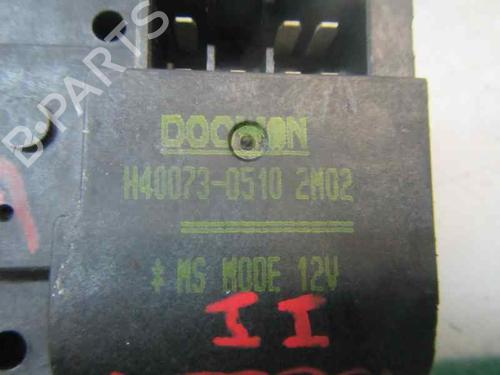 DOOWON
H40073-0510 2M02
* MS MODE 12V
II
B-PARTS